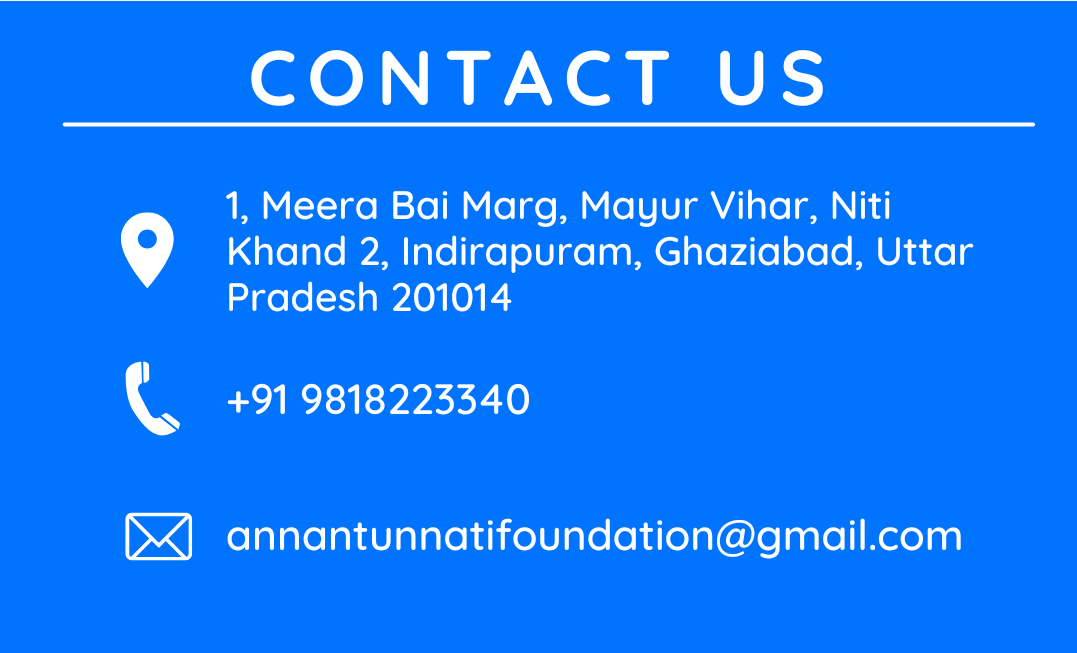 CONTACT US
1, Meera Bai Marg, Mayur Vihar, Niti
Khand 2, Indirapuram, Ghaziabad, Uttar
Pradesh 201014
+91 9818223340
annantunnatifoundation@gmail.com